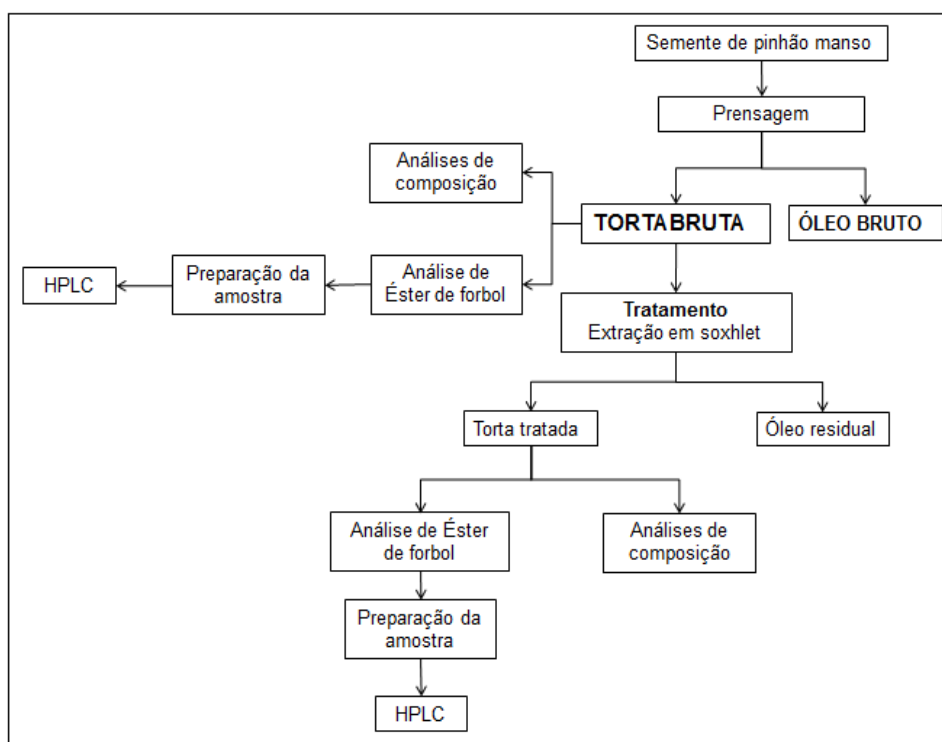 Semente de pinhão manso
Prensagem
Análises de
composição
TORTABRUTA
ÓLEO BRUTO
HPLC
Preparação da
amostra
Análise de
Éster de forbol
Tratamento
Extração em soxhlet
Torta tratada
Óleo residual
Análise de Éster
de forbol
Análises de
composição
Preparação da
amostra
HPLC